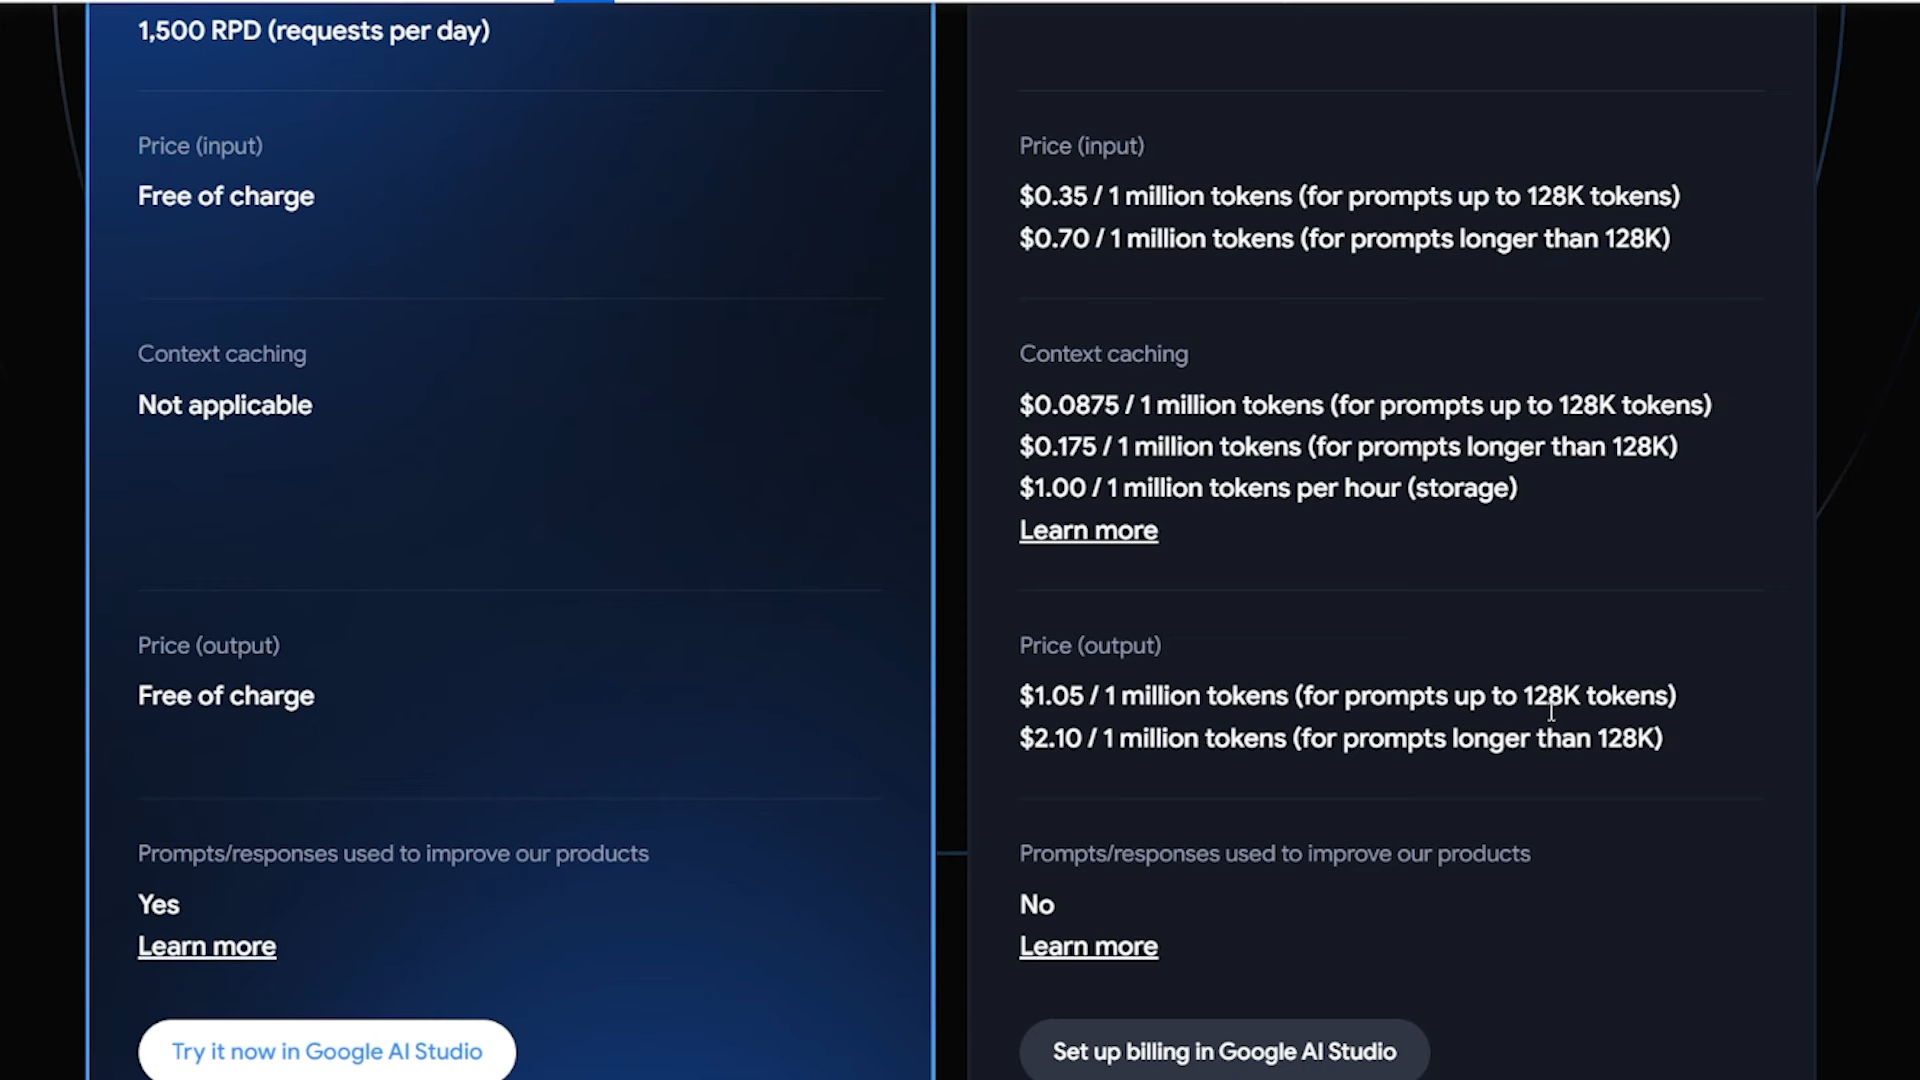 1,500 RPD (requests per day)
Price (input)
Free of charge
Context caching
Not applicable
Price (output)
Free of charge
Prompts/responses used to improve our products
Yes
Learn more
Try it now in Google AI Studio
Price (input)
$0.35 / 1 million tokens (for prompts up to 128K tokens)
$0.70 / 1 million tokens (for prompts longer than 128K)
Context caching
$0.0875 / 1 million tokens (for prompts up to 128K tokens)
$0.175 / 1 million tokens (for prompts longer than 128K)
$1.00 / 1 million tokens per hour (storage)
Learn more
Price (output)
$1.05 / 1 million tokens (for prompts up to 128K tokens)
$2.10 / 1 million tokens (for prompts longer than 128K)
Prompts/responses used to improve our products
No
Learn more
Set up billing in Google AI Studio